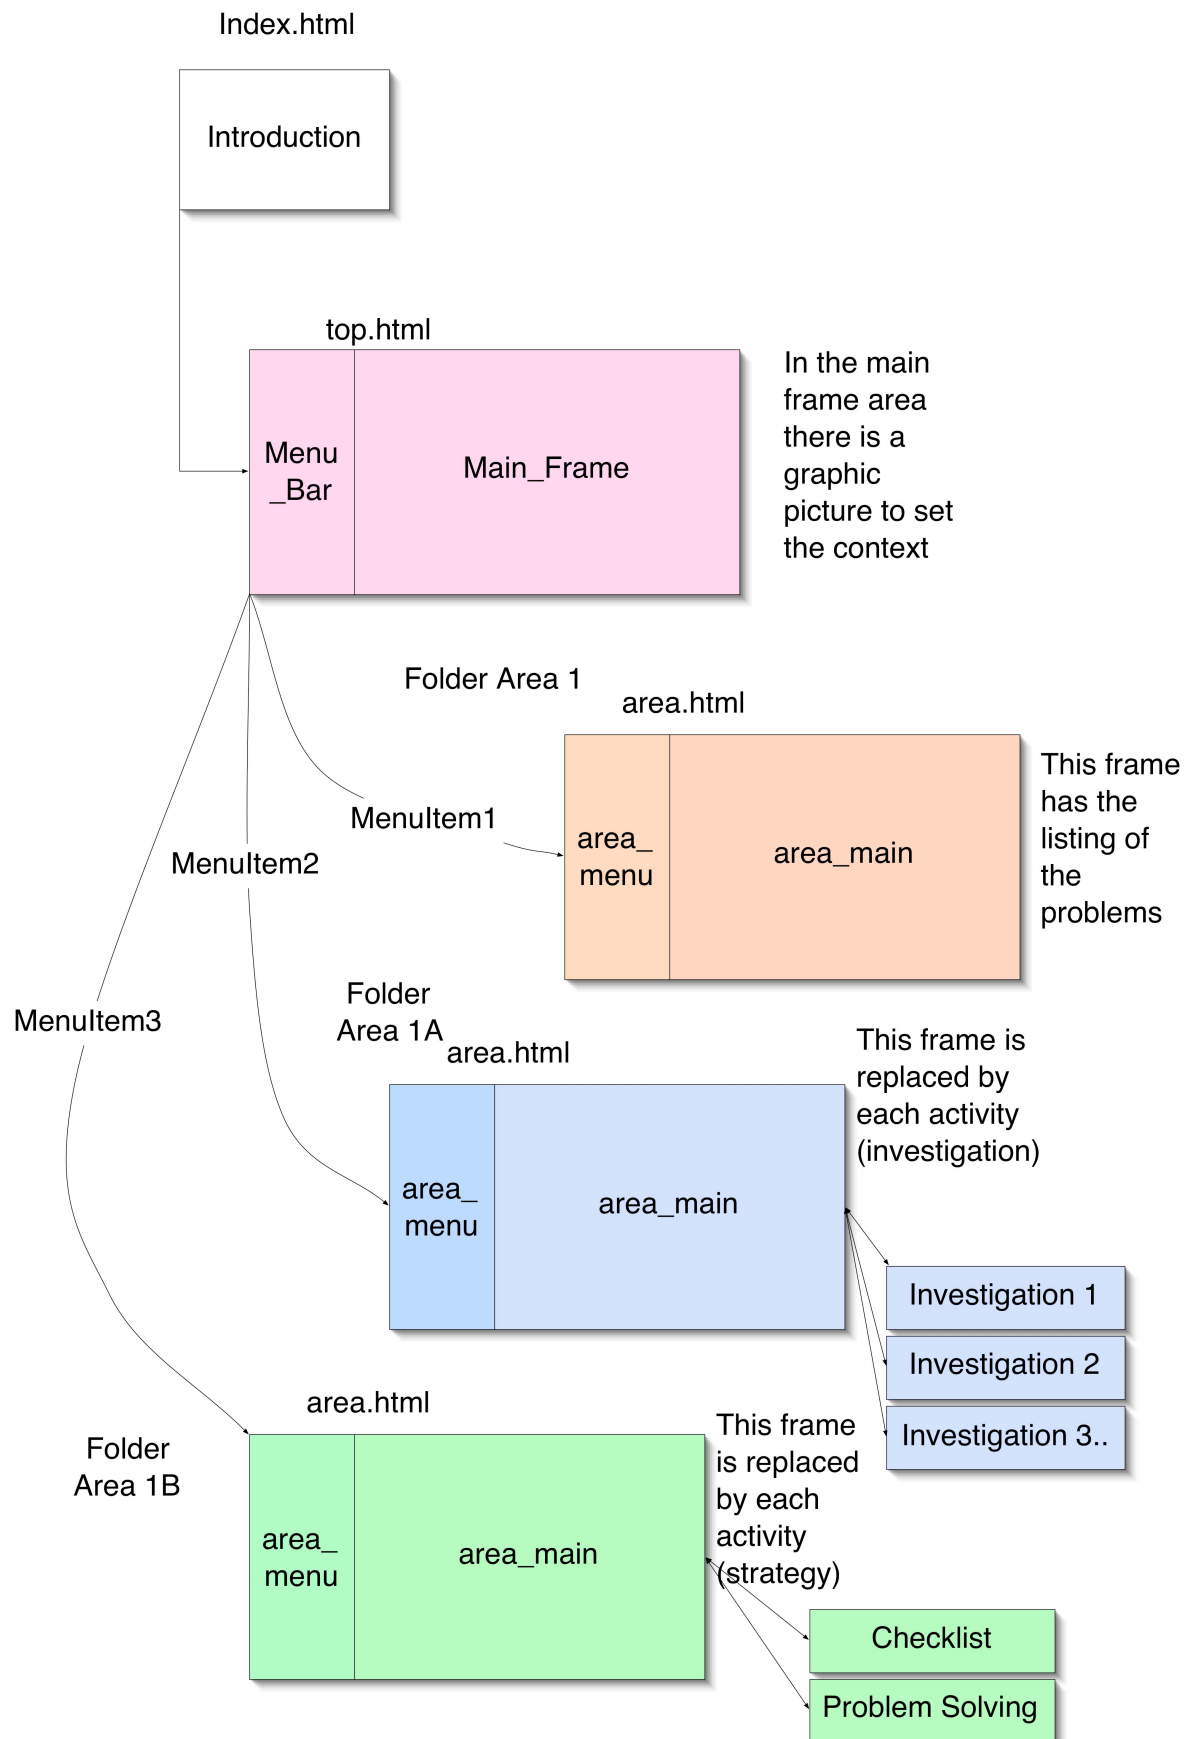 Index.html
Introduction
top.html
Menu
_Bar
Main_Frame
In the main
frame area
there is a
graphic
picture to set
the context
Folder Area 1
area.html
MenuItem1
area_
menu
area_main
This frame
has the
listing of
the
problems
MenuItem2
MenuItem3
Folder
Area 1A
area.html
area_
menu
area_main
This frame is
replaced by
each activity
(investigation)
Investigation 1
Investigation 2
Investigation 3..
Folder
Area 1B
area.html
area_
menu
area_main
This frame
is replaced
by each
activity
(strategy)
Checklist
Problem Solving